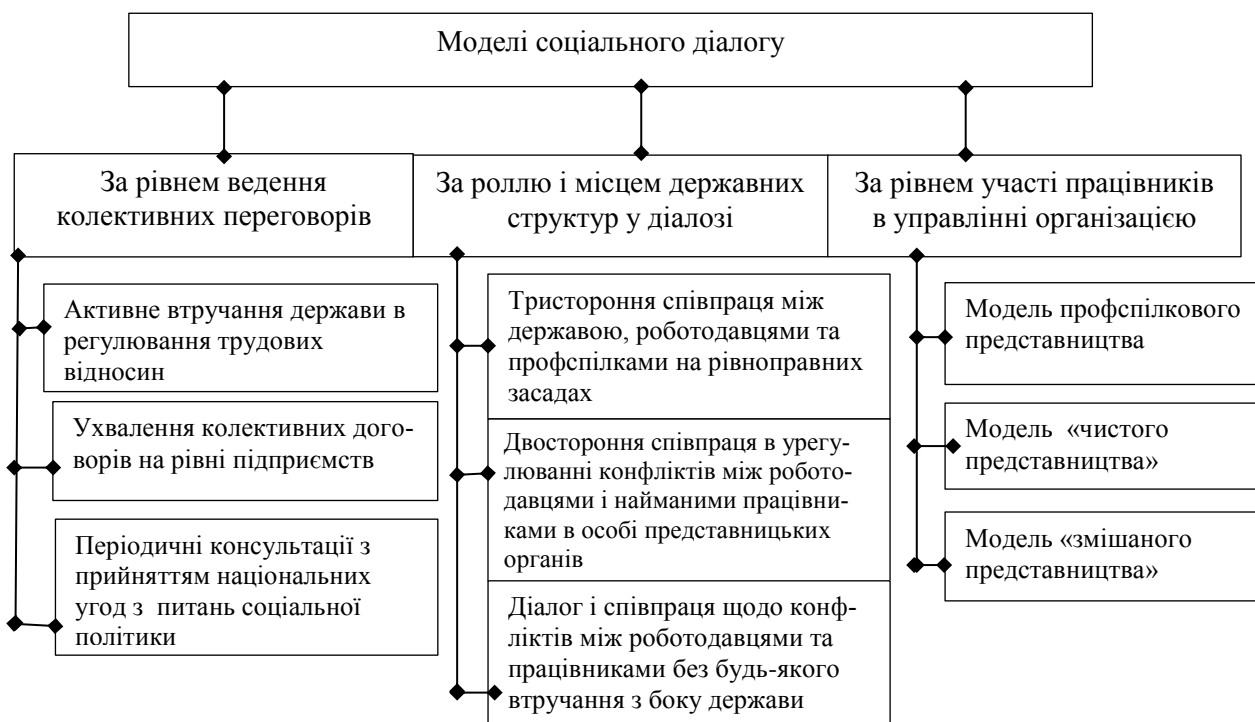 Моделі соціального діалогу
За рівнем ведення
колективних переговорів
Активне втручання держави в
регулювання трудових
відносин
Ухвалення колективних дого-
ворів на рівні підприємств
Періодичні консультації з
прийняттям національних
угод з питань соціальної
політики
За роллю і місцем державних
структур у діалозі
Тристороння співпраця між
державою, роботодавцями та
профспілками на рівноправних
засадах
Двостороння співпраця в урегу-
люванні конфліктів між робото-
давцями і найманими працівни-
ками в особі представницьких
органів
Діалог і співпраця щодо конф-
ліктів між роботодавцями та
працівниками без будь-якого
втручання з боку держави
За рівнем участі працівників
в управлінні організацією
Модель профспілкового
представництва
Модель «чистого
представництва»
Модель «змішаного
представництва»